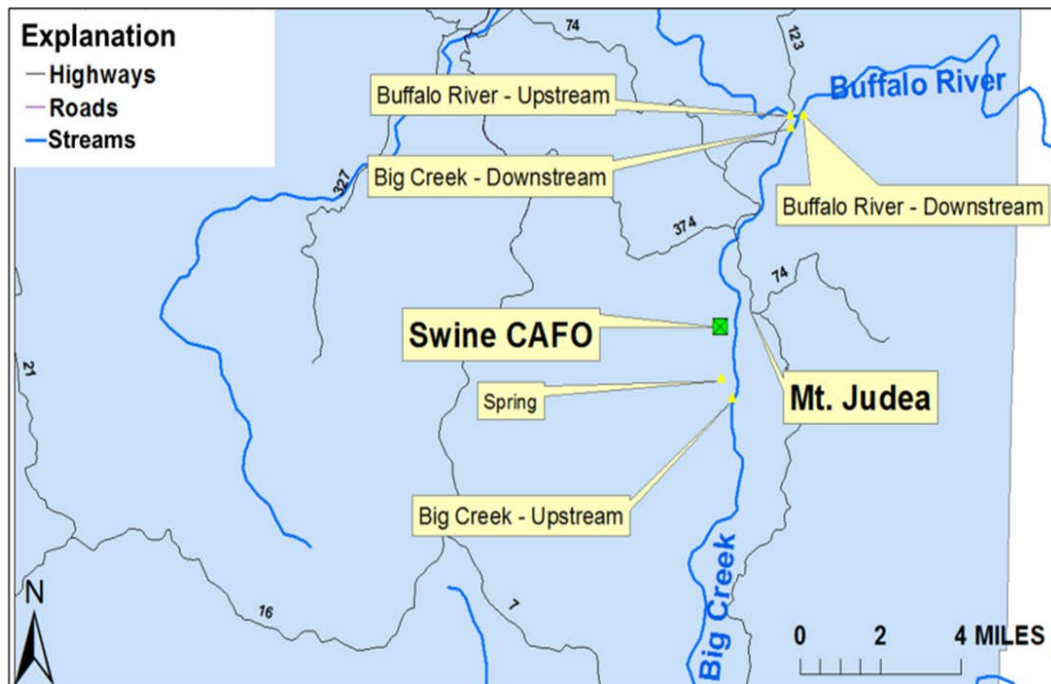 Explanation
Highways
Roads
Streams
74
123
Buffalo River - Upstream
Buffalo River
Big Creek - Downstream
327
Buffalo River - Downstream
374
74
Swine CAFO
21
Spring
Mt. Judea
Big Creek - Upstream
Big Creek
N
16
7
0 2 4 MILES